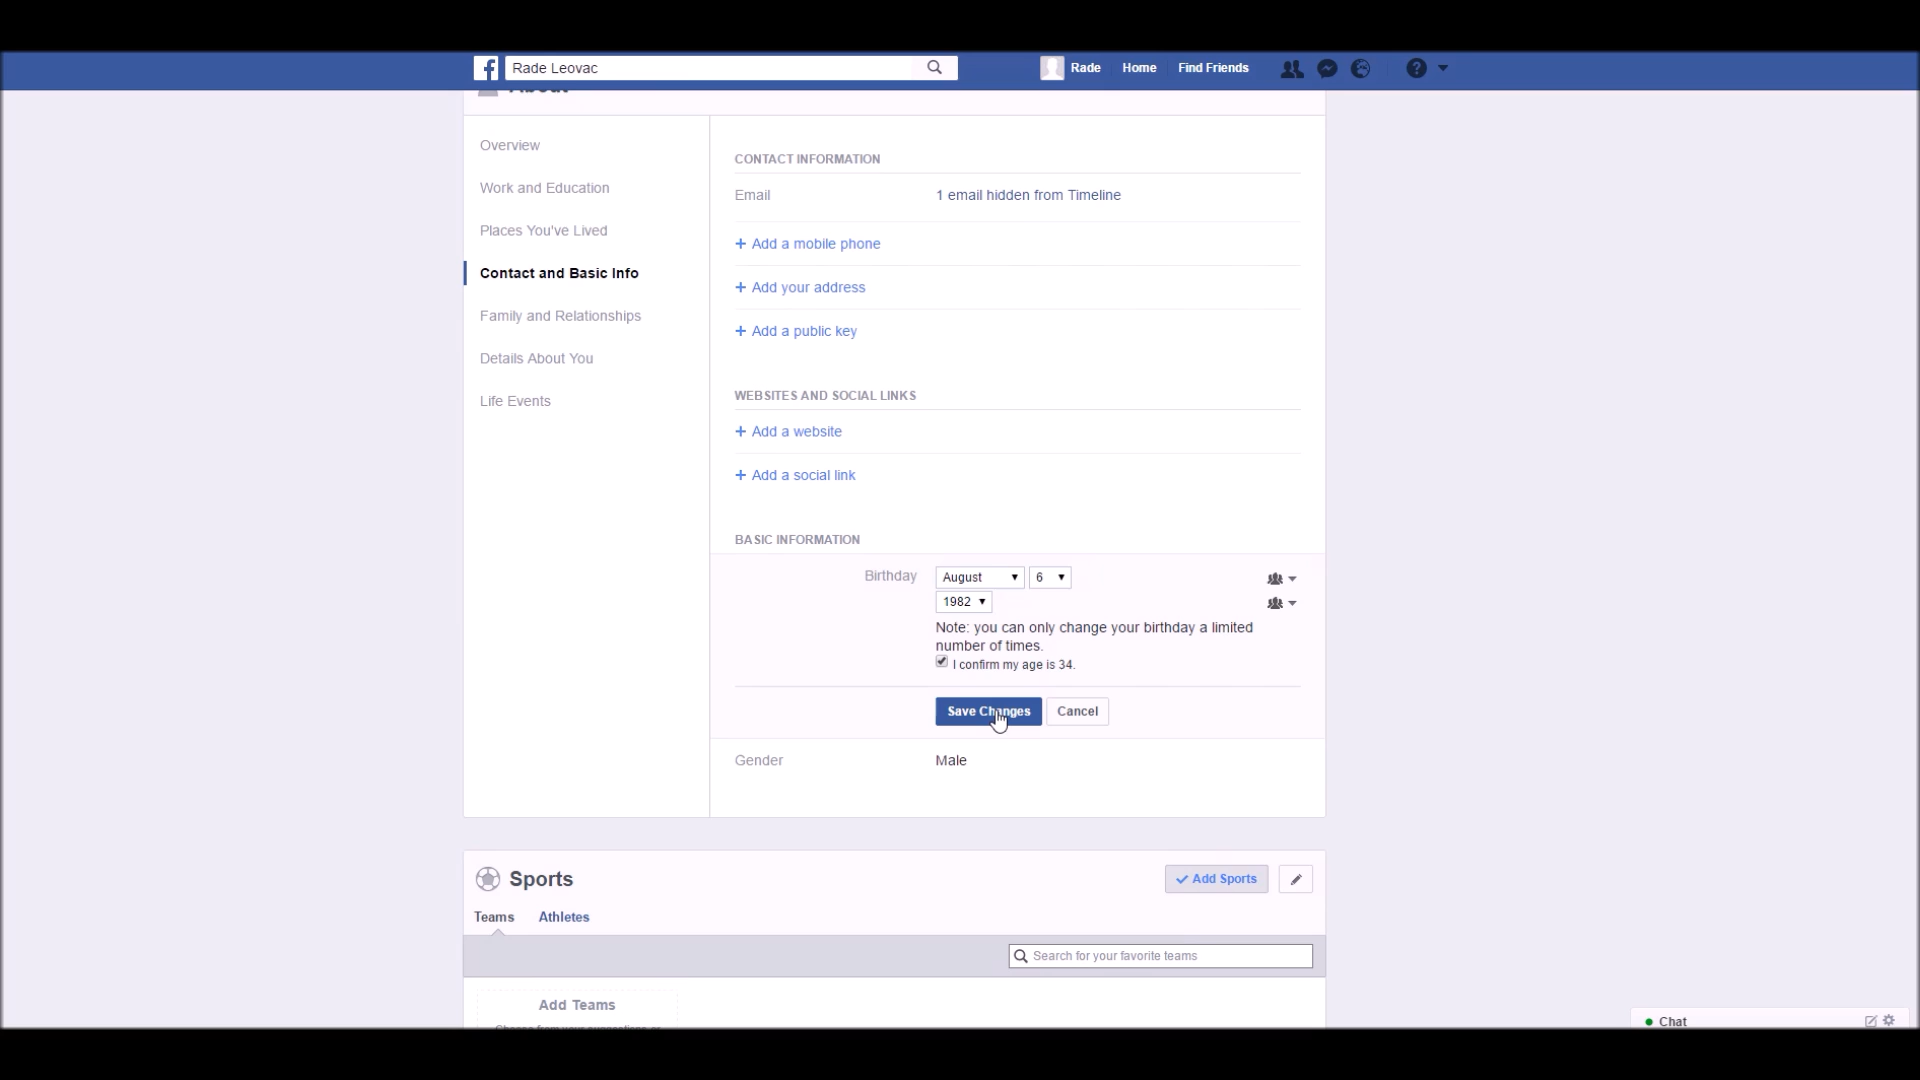 Rade Leovac
Rade
Home
Find Friends
About
Overview
Work and Education
Places You've Lived
Contact and Basic Info
Family and Relationships
Details About You
Life Events
CONTACT INFORMATION
Email
1 email hidden from Timeline
+ Add a mobile phone
+ Add your address
+ Add a public key
WEBSITES AND SOCIAL LINKS
+ Add a website
+ Add a social link
BASIC INFORMATION
Birthday
August
6
1982
Note: you can only change your birthday a limited
number of times.
I confirm my age is 34.
Save Changes
Cancel
Gender
Male
Sports
Add Sports
Teams
Athletes
Search for your favorite teams
Add Teams
Chat